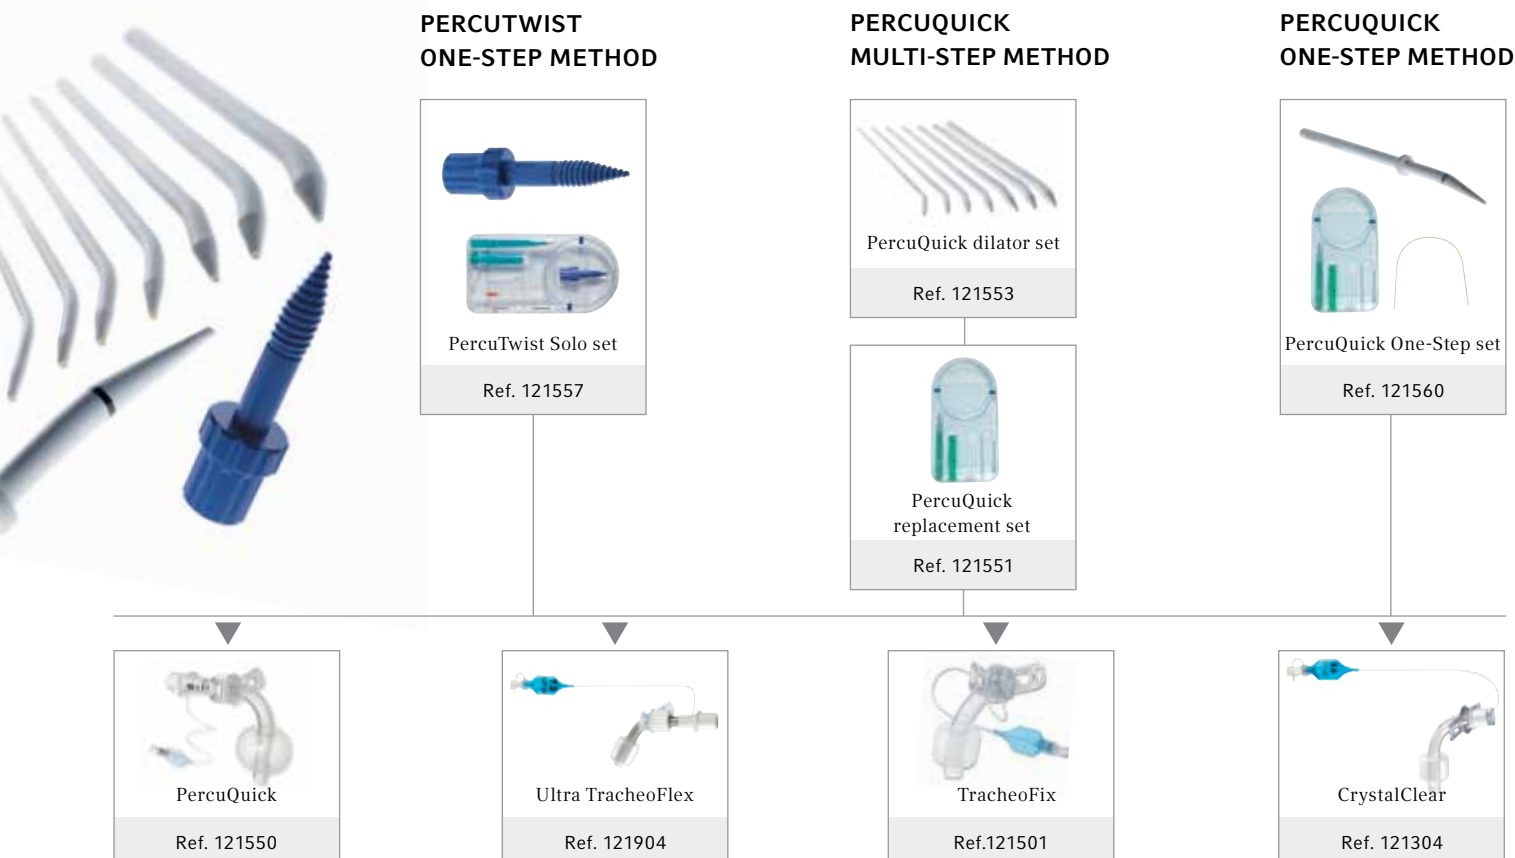 PERCUTWIST
ONE-STEP METHOD
PERCUQUICK
MULTI-STEP METHOD
PERCUQUICK
ONE-STEP METHOD
PercuTwist Solo set
Ref. 121557
PercuQuick dilator set
Ref. 121553
PercuQuick
replacement set
Ref. 121551
PercuQuick One-Step set
Ref. 121560
PercuQuick
Ref. 121550
Ultra TracheoFlex
Ref. 121904
TracheoFix
Ref.121501
CrystalClear
Ref. 121304